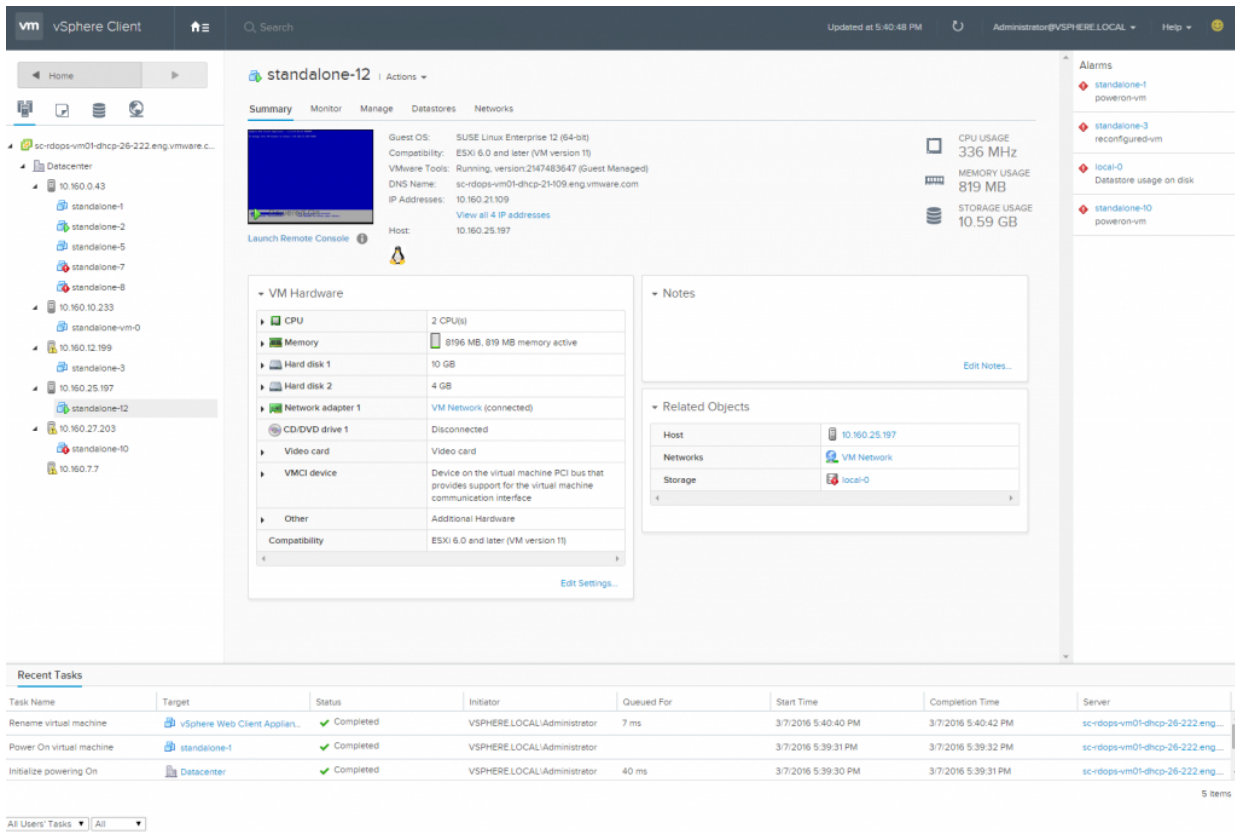 vm vSphere Client
Search
Updated at 5:40:48 PM
Administrator@VSPHERE.LOCAL
Help
Home
sc-rdops-vm01-dhcp-26-222.eng.vmware.c...
Datacenter
10.160.0.43
standalone-1
standalone-2
standalone-5
standalone-7
standalone-8
10.160.10.233
standalone-vm-0
10.160.12.199
standalone-3
10.160.25.197
standalone-12
10.160.27.203
standalone-10
10.160.7.7
standalone-12 | Actions
Summary Monitor Manage Datastores Networks
Launch Remote Console
Guest OS: SUSE Linux Enterprise 12 (64-bit)
Compatibility: ESXi 6.0 and later (VM version 11)
VMware Tools: Running, version:2147483647 (Guest Managed)
DNS Name: sc-rdops-vm01-dhcp-21-109.eng.vmware.com
IP Addresses: 10.160.21.109
View all 4 IP addresses
Host: 10.160.25.197
CPU USAGE
336 MHz
MEMORY USAGE
819 MB
STORAGE USAGE
10.59 GB
VM Hardware
CPU 2 CPU(s)
Memory 8196 MB, 819 MB memory active
Hard disk 1 10 GB
Hard disk 2 4 GB
Network adapter 1 VM Network (connected)
CD/DVD drive 1 Disconnected
Video card Video card
VMCI device Device on the virtual machine PCI bus that
provides support for the virtual machine
communication interface
Other Additional Hardware
Compatibility ESXi 6.0 and later (VM version 11)
Edit Settings...
Notes
Edit Notes...
Related Objects
Host 10.160.25.197
Networks VM Network
Storage local-0
Alarms
standalone-1
poweron-vm
standalone-3
reconfigured-vm
local-0
Datastore usage on disk
standalone-10
poweron-vm
Recent Tasks
Task Name Target Status Initiator Queued For Start Time Completion Time Server
Rename virtual machine vSphere Web Client Applian... Completed VSPHERE.LOCAL\Administrator 7 ms 3/7/2016 5:40:40 PM 3/7/2016 5:40:42 PM sc-rdops-vm01-dhcp-26-222.eng...
Power On virtual machine standalone-1 Completed VSPHERE.LOCAL\Administrator 3/7/2016 5:39:31 PM 3/7/2016 5:39:32 PM sc-rdops-vm01-dhcp-26-222.eng...
Initialize powering On Datacenter Completed VSPHERE.LOCAL\Administrator 40 ms 3/7/2016 5:39:30 PM 3/7/2016 5:39:31 PM sc-rdops-vm01-dhcp-26-222.eng...
5 items
All Users' Tasks All